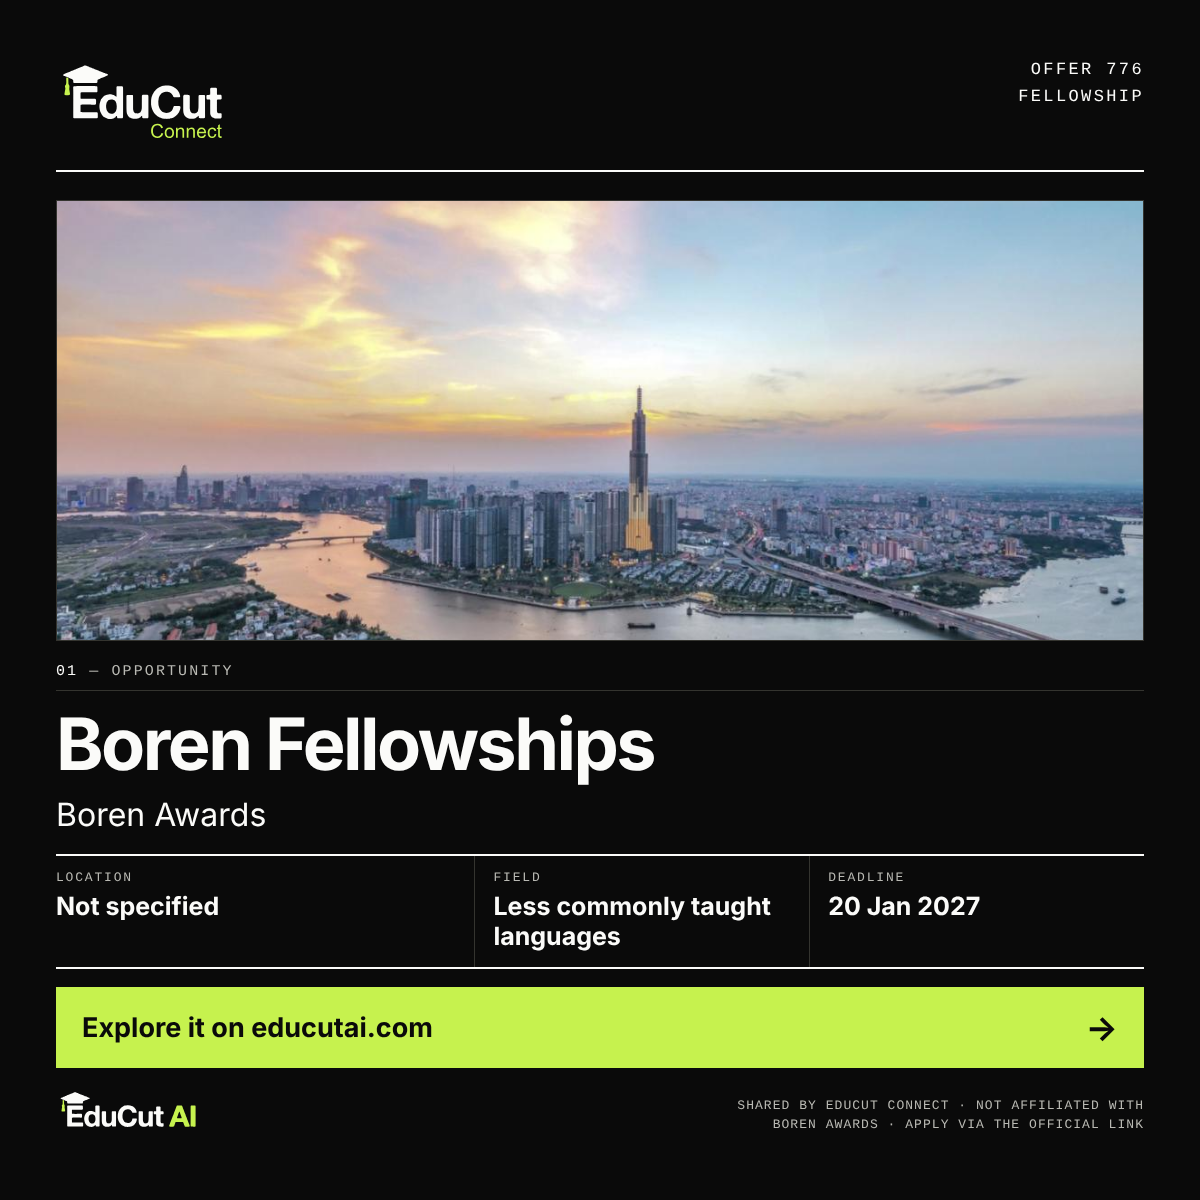 EduCut
Connect
OFFER 776
FELLOWSHIP
01 — OPPORTUNITY
Boren Fellowships
Boren Awards
LOCATION
Not specified
FIELD
Less commonly taught
languages
DEADLINE
20 Jan 2027
Explore it on educutai.com →
EduCut AI
SHARED BY EDUCUT CONNECT · NOT AFFILIATED WITH
BOREN AWARDS · APPLY VIA THE OFFICIAL LINK